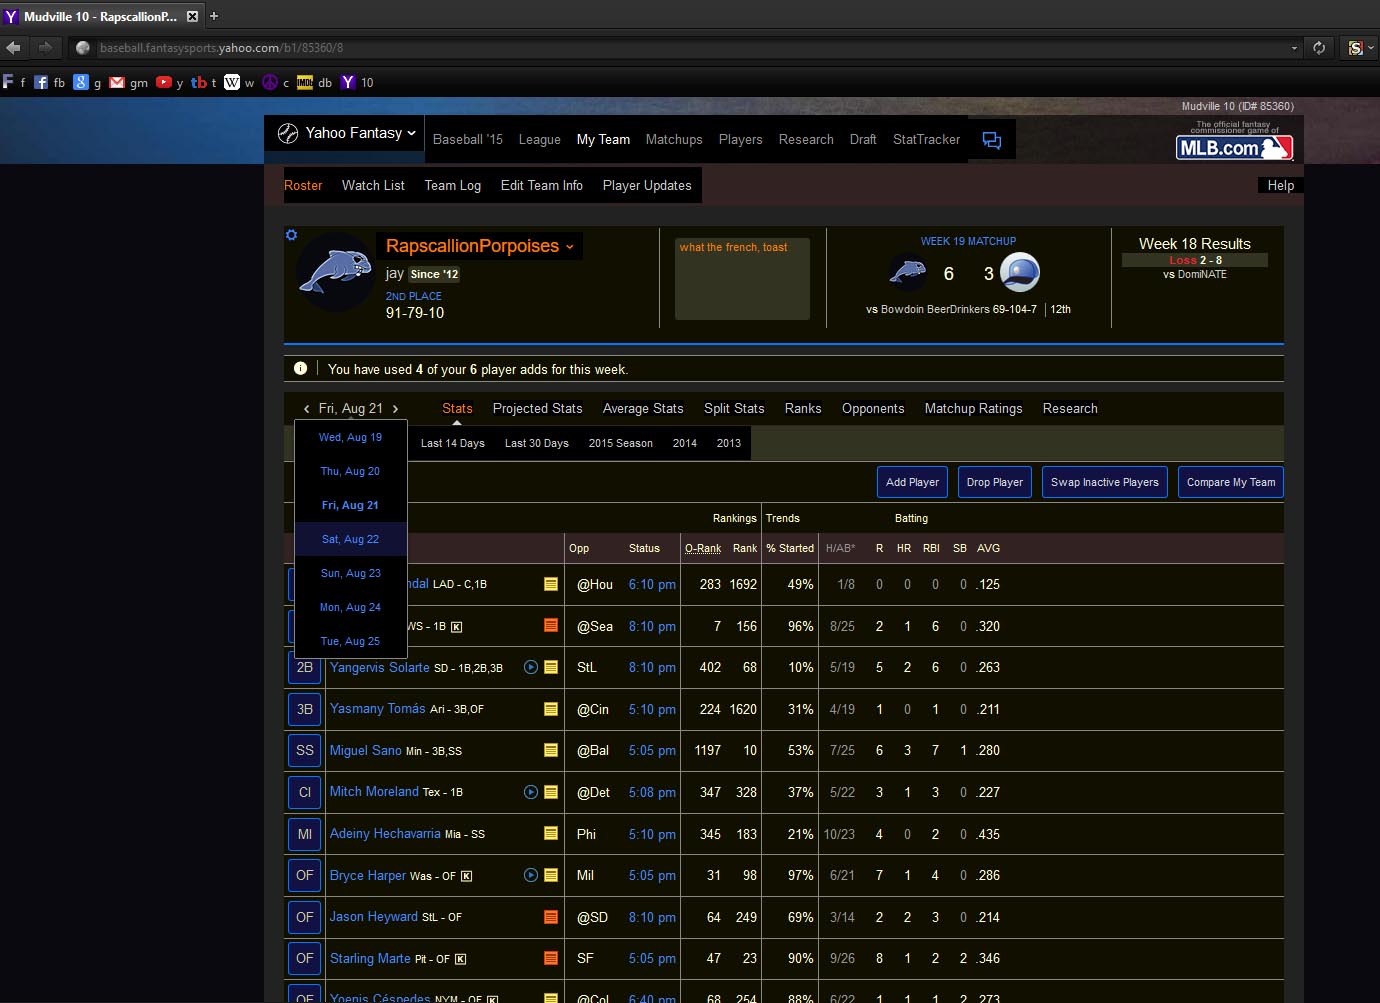 Mudville 10 - RapscallionP...
baseball.fantasysports.yahoo.com/b1/85360/8
F f fb g gm y tb t W w c IMDb db Y 10
Mudville 10 (ID# 85360)
Yahoo Fantasy Baseball '15 League My Team Matchups Players Research Draft StatTracker
The official fantasy
commissioner game of
MLB.com
Roster Watch List Team Log Edit Team Info Player Updates Help
RapscallionPorpoises
jay Since '12
2ND PLACE
91-79-10
what the french, toast
WEEK 19 MATCHUP
6 3
vs Bowdoin BeerDrinkers 69-104-7 | 12th
Week 18 Results
Loss 2 - 8
vs DomiNATE
You have used 4 of your 6 player adds for this week.
Fri, Aug 21 Stats Projected Stats Average Stats Split Stats Ranks Opponents Matchup Ratings Research
Wed, Aug 19
Thu, Aug 20
Fri, Aug 21
Sat, Aug 22
Sun, Aug 23
Mon, Aug 24
Tue, Aug 25
Last 14 Days Last 30 Days 2015 Season 2014 2013
Add Player Drop Player Swap Inactive Players Compare My Team
Rankings Trends Batting
Opp Status O-Rank Rank % Started H/AB* R HR RBI SB AVG
ndal LAD - C,1B @Hou 6:10 pm 283 1692 49% 1/8 0 0 0 0 .125
WS - 1B K @Sea 8:10 pm 7 156 96% 8/25 2 1 6 0 .320
2B Yangervis Solarte SD - 1B,2B,3B StL 8:10 pm 402 68 10% 5/19 5 2 6 0 .263
3B Yasmany Tomás Ari - 3B,OF @Cin 5:10 pm 224 1620 31% 4/19 1 0 1 0 .211
SS Miguel Sano Min - 3B,SS @Bal 5:05 pm 1197 10 53% 7/25 6 3 7 1 .280
CI Mitch Moreland Tex - 1B @Det 5:08 pm 347 328 37% 5/22 3 1 3 0 .227
MI Adeiny Hechavarria Mia - SS Phi 5:10 pm 345 183 21% 10/23 4 0 2 0 .435
OF Bryce Harper Was - OF K Mil 5:05 pm 31 98 97% 6/21 7 1 4 0 .286
OF Jason Heyward StL - OF @SD 8:10 pm 64 249 69% 3/14 2 2 3 0 .214
OF Starling Marte Pit - OF K SF 5:05 pm 47 23 90% 9/26 8 1 2 2 .346
OF Yoenis Céspedes NYM - OF K @Col 6:40 pm 68 254 88% 6/22 1 1 1 2 .273